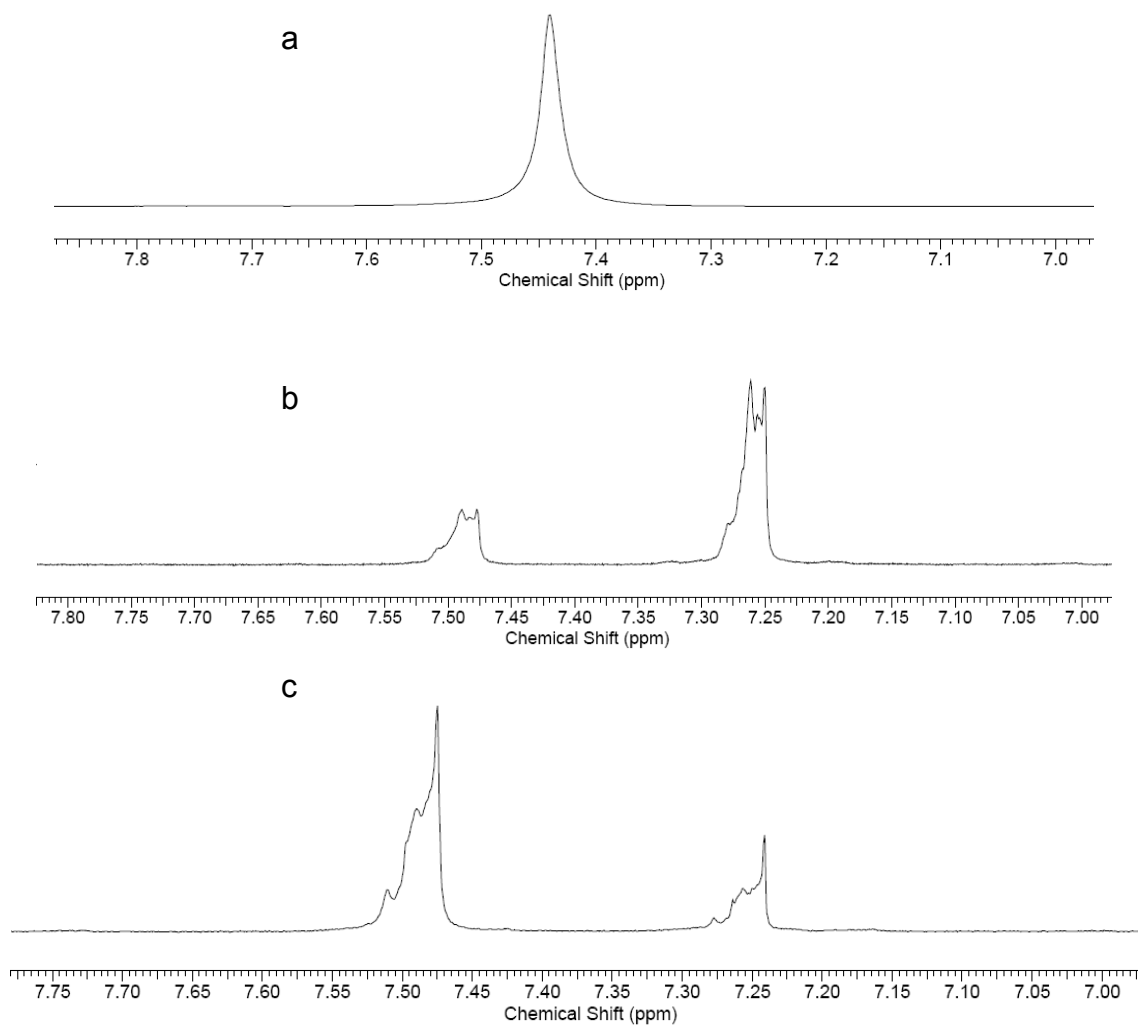 a
7.8 7.7 7.6 7.5 7.4 7.3 7.2 7.1 7.0
Chemical Shift (ppm)
b
7.80 7.75 7.70 7.65 7.60 7.55 7.50 7.45 7.40 7.35 7.30 7.25 7.20 7.15 7.10 7.05 7.00
Chemical Shift (ppm)
c
7.75 7.70 7.65 7.60 7.55 7.50 7.45 7.40 7.35 7.30 7.25 7.20 7.15 7.10 7.05 7.00
Chemical Shift (ppm)